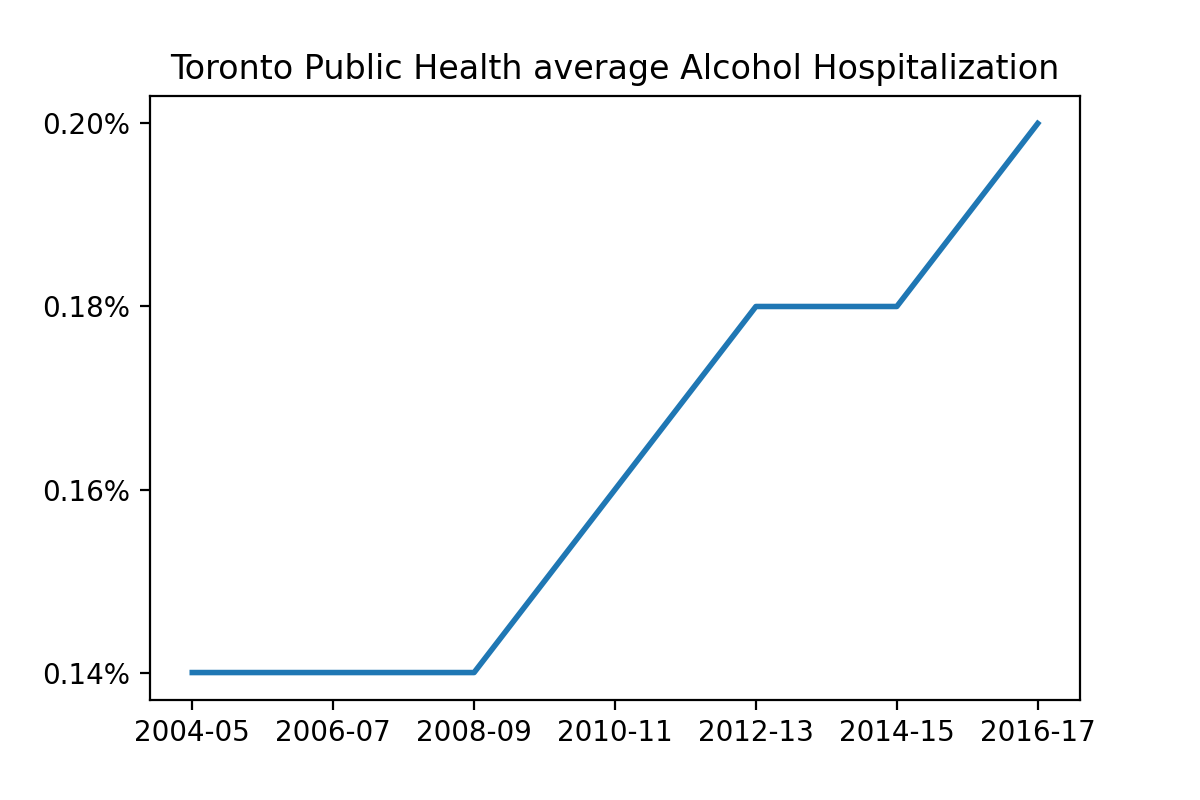 Toronto Public Health average Alcohol Hospitalization
0.20%
0.18%
0.16%
0.14%
2004-05 2006-07 2008-09 2010-11 2012-13 2014-15 2016-17